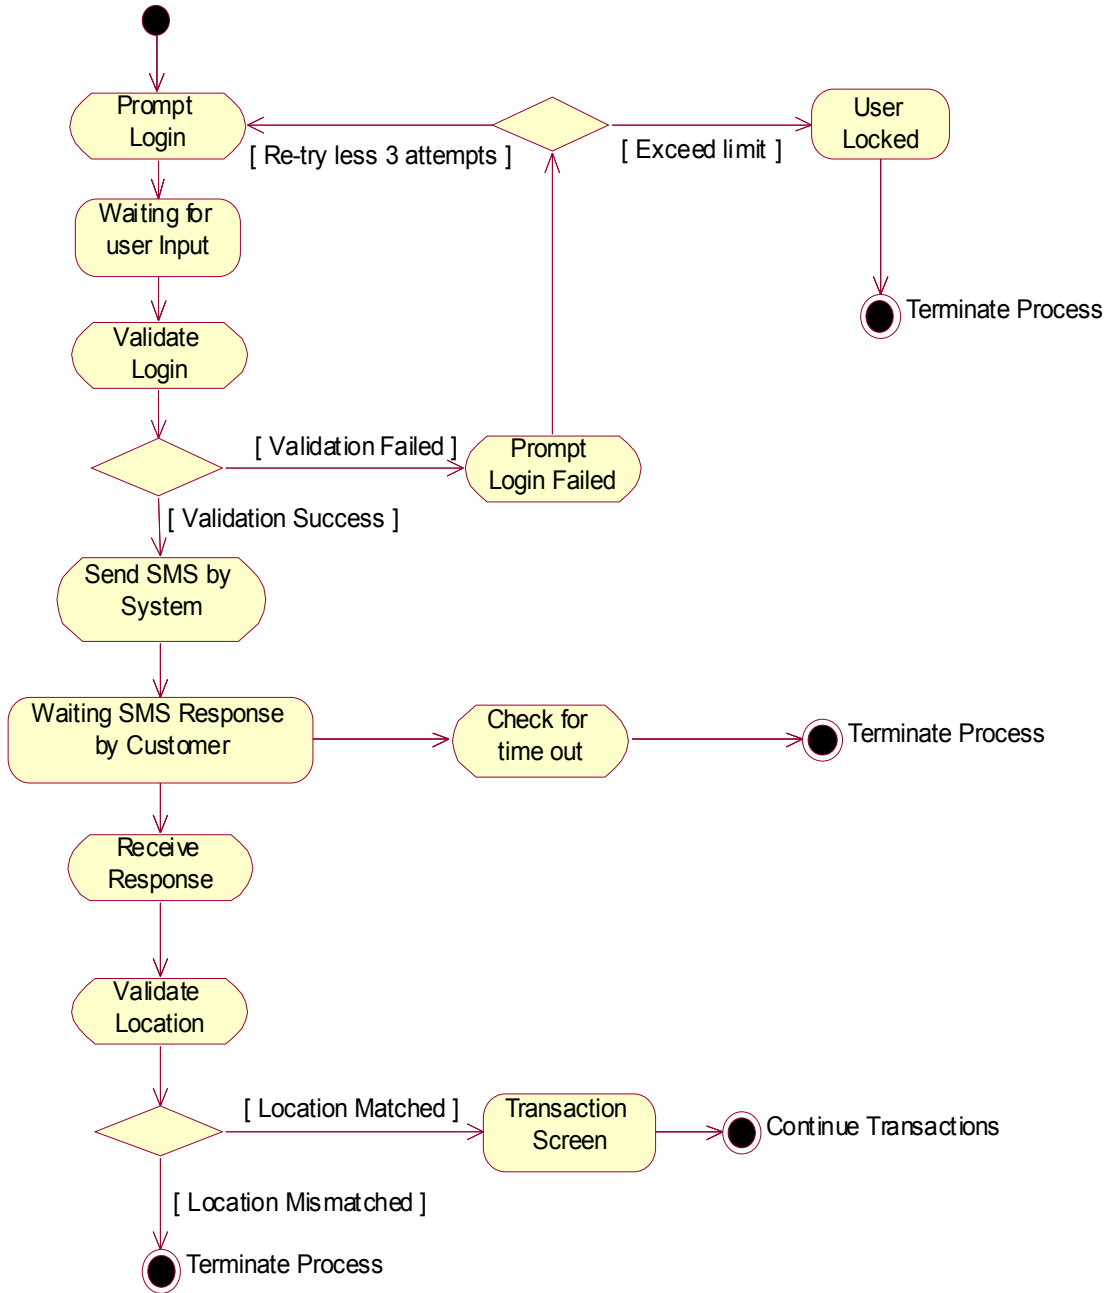 Prompt
Login
User
Locked
[ Re-try less 3 attempts ]
[ Exceed limit ]
Waiting for
user Input
Terminate Process
Validate
Login
[ Validation Failed ]
Prompt
Login Failed
[ Validation Success ]
Send SMS by
System
Waiting SMS Response
by Customer
Check for
time out
Terminate Process
Receive
Response
Validate
Location
[ Location Matched ]
Transaction
Screen
Continue Transactions
[ Location Mismatched ]
Terminate Process